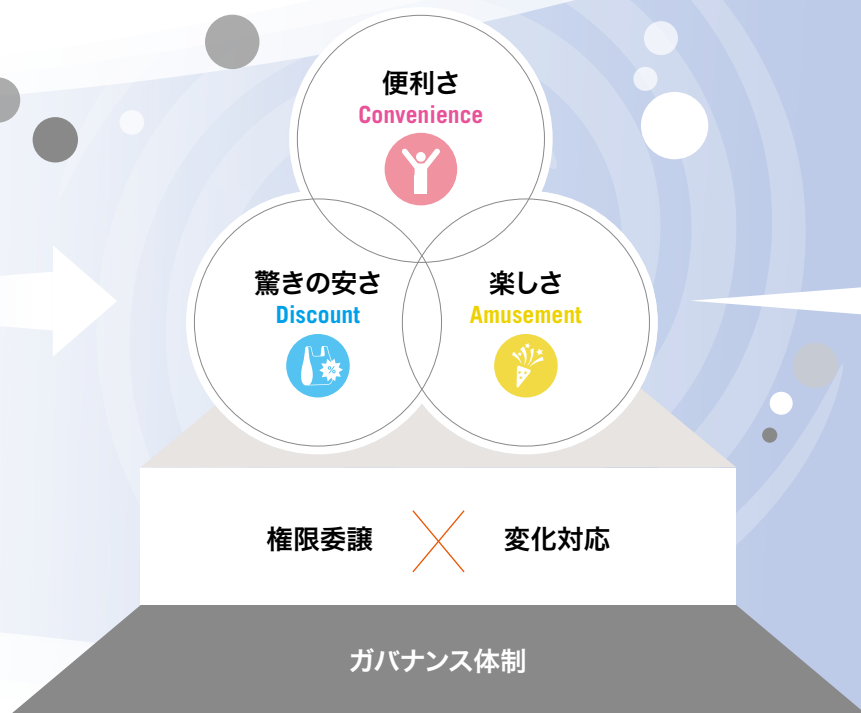 便利さ
Convenience
驚きの安さ
Discount
%
楽しさ
Amusement
権限委譲
変化対応
ガバナンス体制